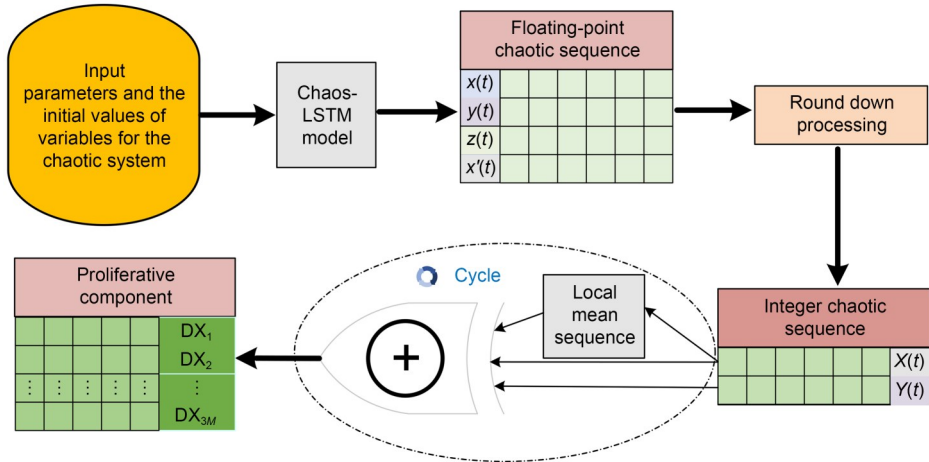 Input
parameters and the
initial values of
variables for the
chaotic system
Chaos-
LSTM
model
Floating-point
chaotic sequence
x(t)
y(t)
z(t)
x′(t)
Round down
processing
Integer chaotic
sequence
X(t)
Y(t)
Cycle
Local
mean
sequence
+
Proliferative
component
DX₁
DX₂
⋮ ⋮ ⋮ ⋮ ⋮ ⋮
DX₃M